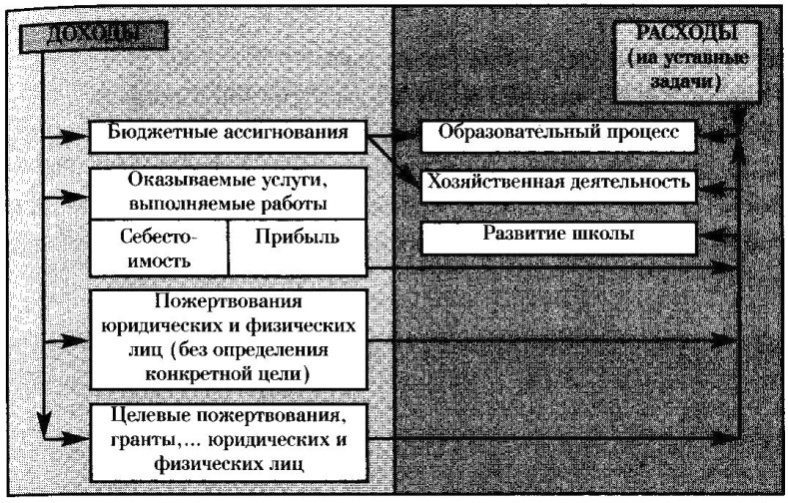 ДОХОДЫ
РАСХОДЫ
(на уставные
задачи)
Бюджетные ассигнования
Образовательный процесс
Оказываемые услуги,
выполняемые работы
Хозяйственная деятельность
Себесто-
имость
Прибыль
Развитие школы
Пожертвования
юридических и физических
лиц (без определения
конкретной цели)
Целевые пожертвования,
гранты,... юридических и
физических лиц